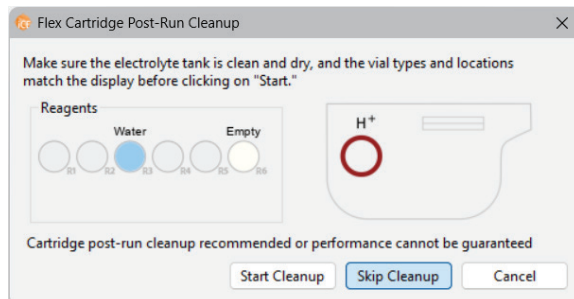 Flex Cartridge Post-Run Cleanup
Make sure the electrolyte tank is clean and dry, and the vial types and locations
match the display before clicking on "Start."
Reagents
Water Empty
R1 R2 R3 R4 R5 R6
H+
Cartridge post-run cleanup recommended or performance cannot be guaranteed
Start Cleanup Skip Cleanup Cancel